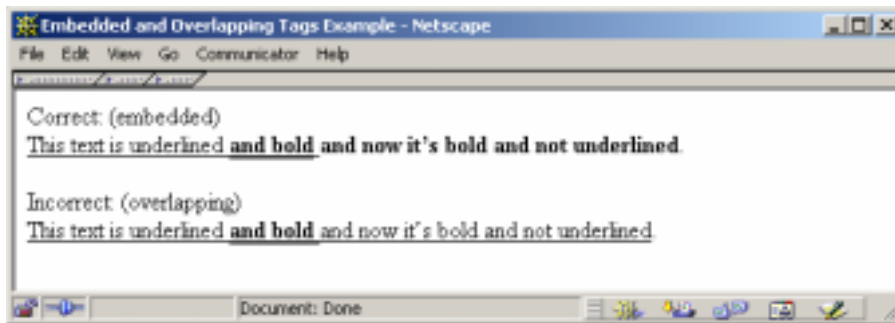 Embedded and Overlapping Tags Example - Netscape
File Edit View Go Communicator Help
Correct: (embedded)
This text is underlined and bold and now it's bold and not underlined.
Incorrect: (overlapping)
This text is underlined and bold and now it's bold and not underlined.
Document: Done